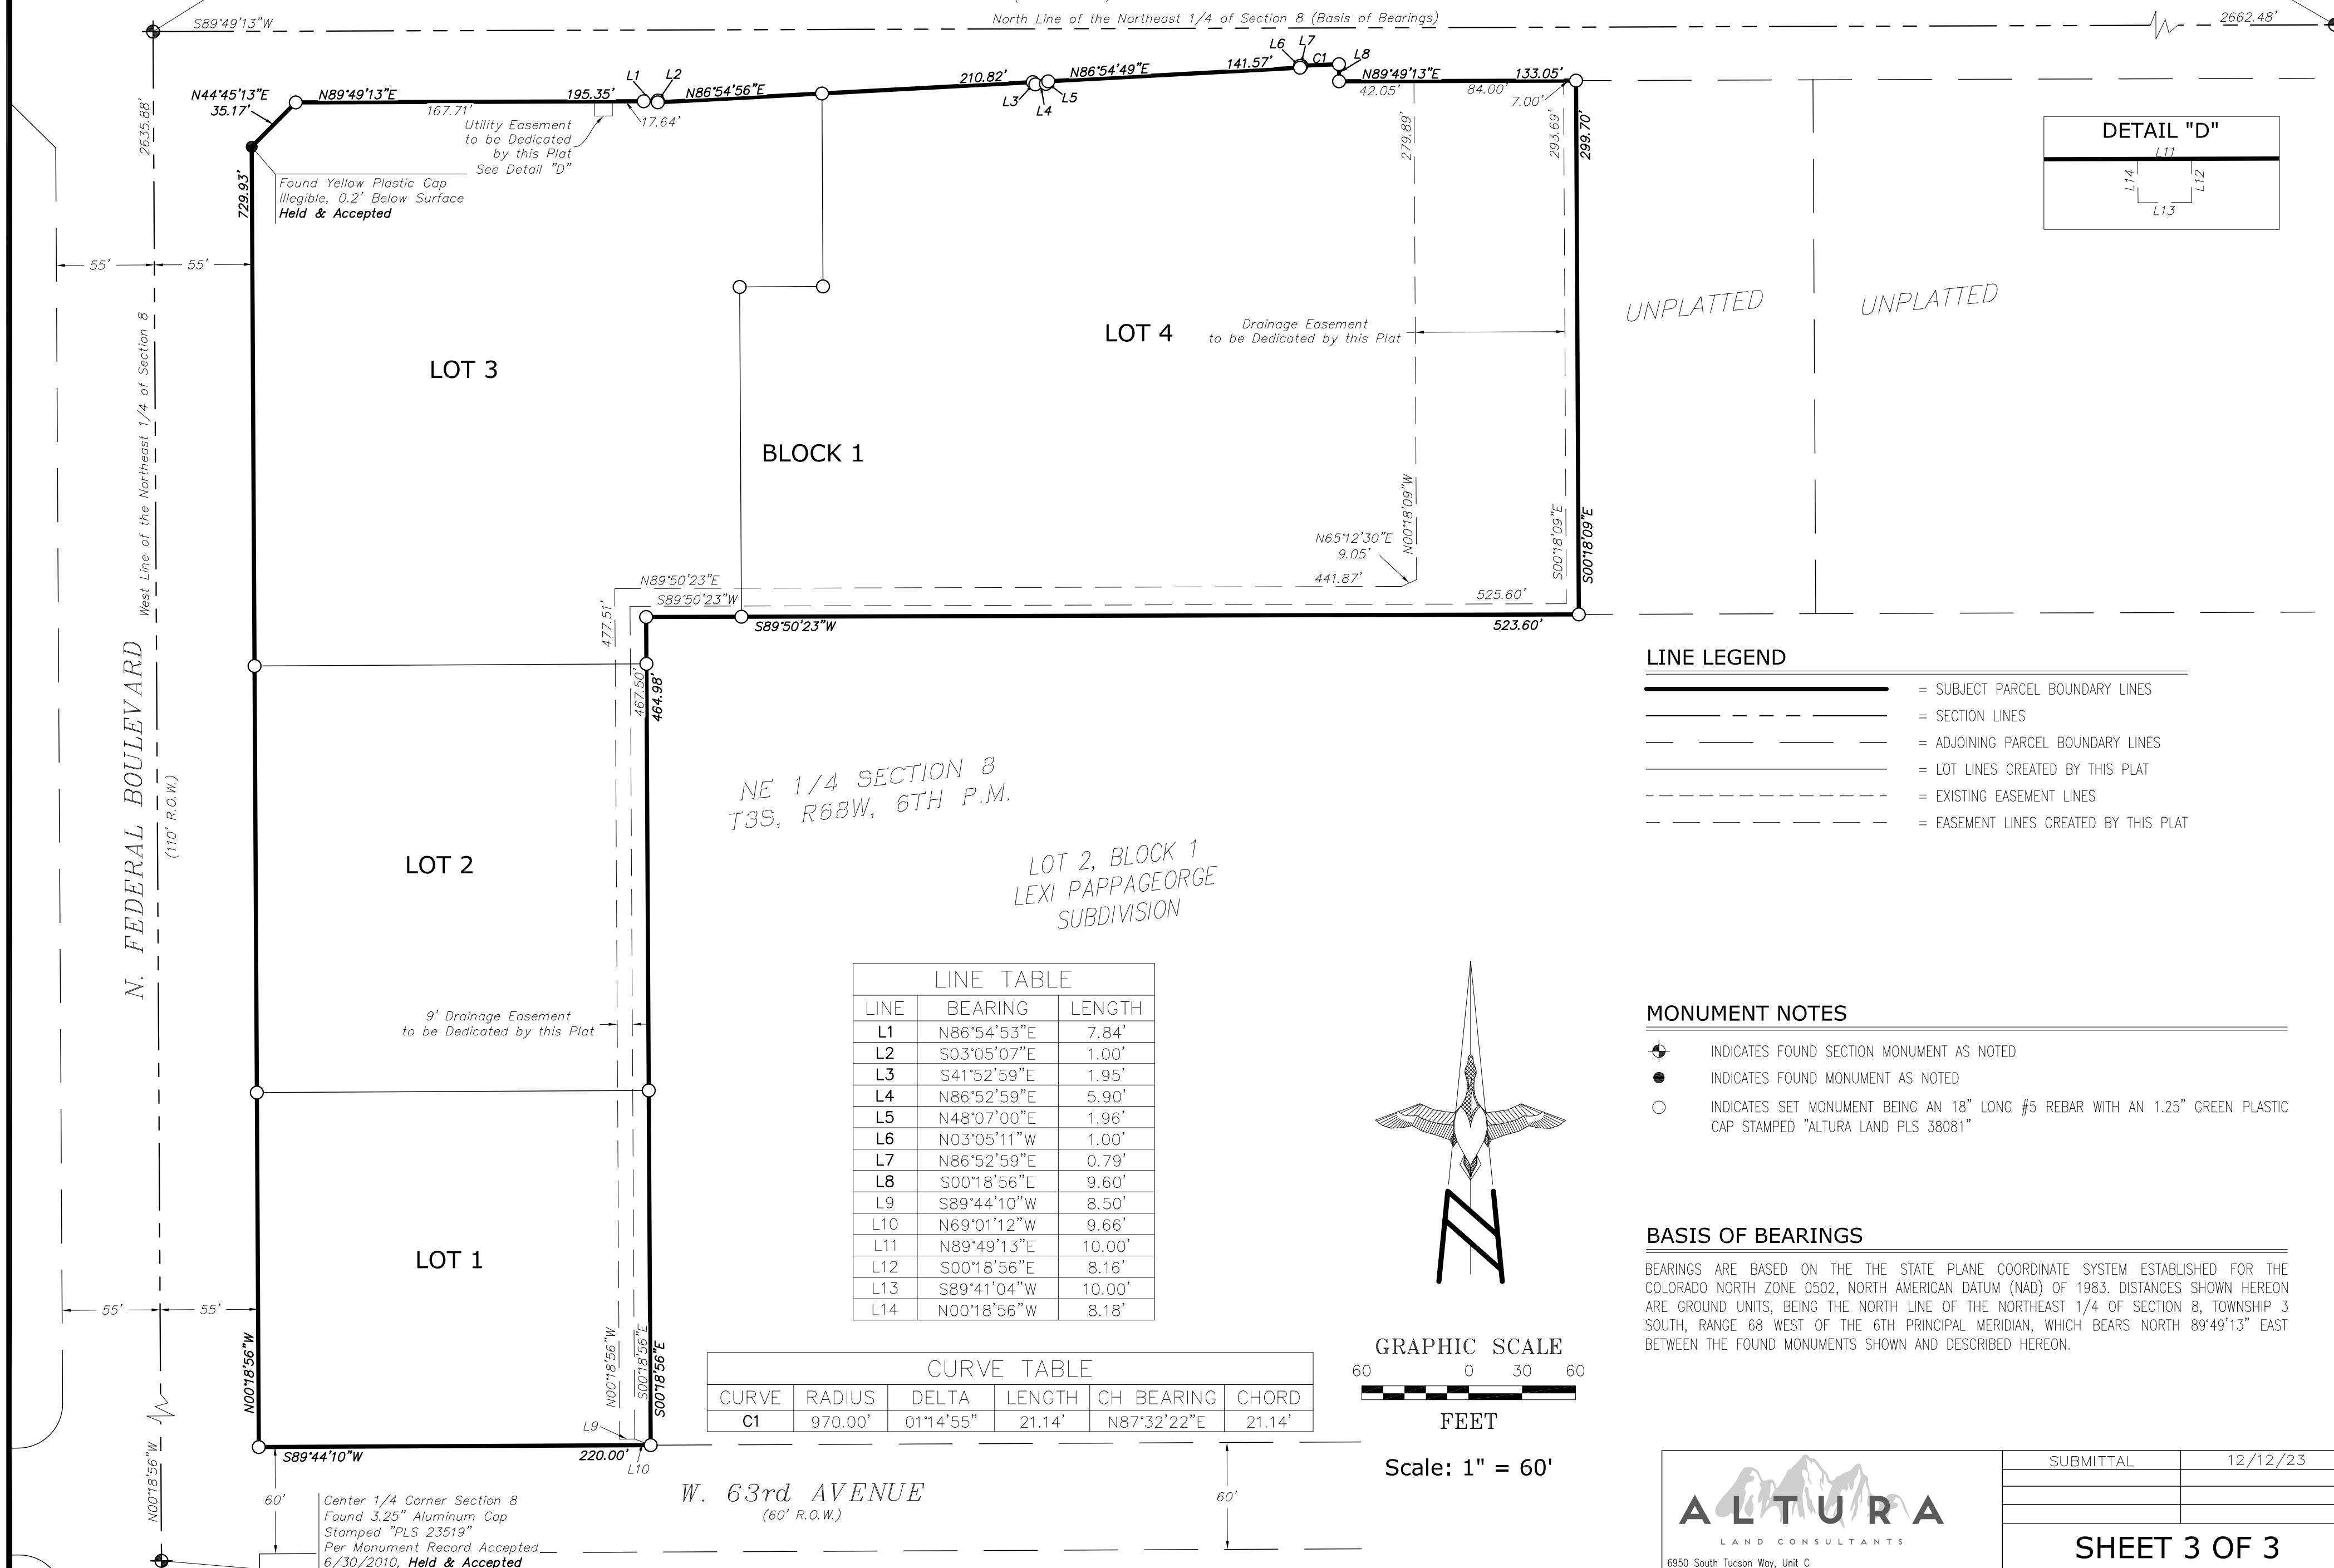 S89°49'13"W
North Line of the Northeast 1/4 of Section 8 (Basis of Bearings)
2662.48'
N44°45'13"E
35.17'
N89°49'13"E
167.71'
195.35'
L1
L2
17.64'
N86°54'56"E
210.82'
L3
L4
L5
N86°54'49"E
141.57'
L6
L7
C1
L8
N89°49'13"E
133.05'
42.05'
84.00'
7.00'
2635.88'
729.93'
Utility Easement
to be Dedicated
by this Plat
See Detail "D"
Found Yellow Plastic Cap
Illegible, 0.2' Below Surface
Held & Accepted
279.89'
293.69'
299.70'
DETAIL "D"
L11
L14
L12
L13
55'
55'
West Line of the Northeast 1/4 of Section 8
LOT 3
LOT 4
Drainage Easement
to be Dedicated by this Plat
UNPLATTED
UNPLATTED
BLOCK 1
N00°18'09"W
S00°18'09"E
S00°18'09"E
N65°12'30"E
9.05'
N89°50'23"E
441.87'
S89°50'23"W
525.60'
S89°50'23"W
523.60'
477.51'
467.50'
464.98'
N. FEDERAL BOULEVARD
(110' R.O.W.)
LOT 2
NE 1/4 SECTION 8
T3S, R68W, 6TH P.M.
LOT 2, BLOCK 1
LEXI PAPPAGEORGE
SUBDIVISION
9' Drainage Easement
to be Dedicated by this Plat
LINE LEGEND
= SUBJECT PARCEL BOUNDARY LINES
= SECTION LINES
= ADJOINING PARCEL BOUNDARY LINES
= LOT LINES CREATED BY THIS PLAT
= EXISTING EASEMENT LINES
= EASEMENT LINES CREATED BY THIS PLAT
LINE TABLE
LINE BEARING LENGTH
L1 N86°54'53"E 7.84'
L2 S03°05'07"E 1.00'
L3 S41°52'59"E 1.95'
L4 N86°52'59"E 5.90'
L5 N48°07'00"E 1.96'
L6 N03°05'11"W 1.00'
L7 N86°52'59"E 0.79'
L8 S00°18'56"E 9.60'
L9 S89°44'10"W 8.50'
L10 N69°01'12"W 9.66'
L11 N89°49'13"E 10.00'
L12 S00°18'56"E 8.16'
L13 S89°41'04"W 10.00'
L14 N00°18'56"W 8.18'
CURVE TABLE
CURVE RADIUS DELTA LENGTH CH BEARING CHORD
C1 970.00' 01°14'55" 21.14' N87°32'22"E 21.14'
MONUMENT NOTES
INDICATES FOUND SECTION MONUMENT AS NOTED
INDICATES FOUND MONUMENT AS NOTED
INDICATES SET MONUMENT BEING AN 18" LONG #5 REBAR WITH AN 1.25" GREEN PLASTIC
CAP STAMPED "ALTURA LAND PLS 38081"
BASIS OF BEARINGS
BEARINGS ARE BASED ON THE THE STATE PLANE COORDINATE SYSTEM ESTABLISHED FOR THE
COLORADO NORTH ZONE 0502, NORTH AMERICAN DATUM (NAD) OF 1983. DISTANCES SHOWN HEREON
ARE GROUND UNITS, BEING THE NORTH LINE OF THE NORTHEAST 1/4 OF SECTION 8, TOWNSHIP 3
SOUTH, RANGE 68 WEST OF THE 6TH PRINCIPAL MERIDIAN, WHICH BEARS NORTH 89°49'13" EAST
BETWEEN THE FOUND MONUMENTS SHOWN AND DESCRIBED HEREON.
N
GRAPHIC SCALE
60 0 30 60
FEET
Scale: 1" = 60'
LOT 1
55'
55'
N00°18'56"W
N00°18'56"W
S00°18'56"E
S00°18'56"E
N00°18'56"W
L9
L10
S89°44'10"W
220.00'
60'
W. 63rd AVENUE
(60' R.O.W.)
60'
Center 1/4 Corner Section 8
Found 3.25" Aluminum Cap
Stamped "PLS 23519"
Per Monument Record Accepted
6/30/2010, Held & Accepted
ALTURA
LAND CONSULTANTS
6950 South Tucson Way, Unit C
SUBMITTAL 12/12/23
SHEET 3 OF 3